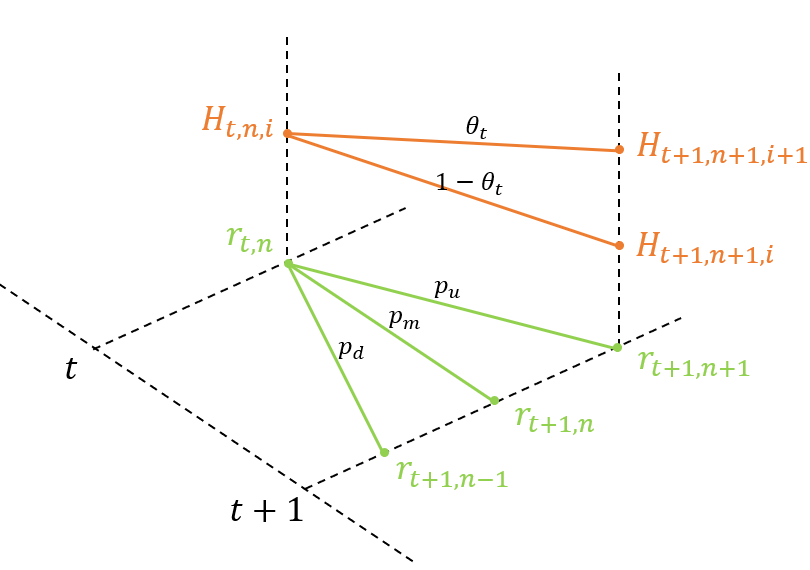 H_{t,n,i}
θ_t
H_{t+1,n+1,i+1}
1 − θ_t
r_{t,n}
H_{t+1,n+1,i}
p_u
p_m
p_d
t
r_{t+1,n+1}
r_{t+1,n}
r_{t+1,n−1}
t + 1